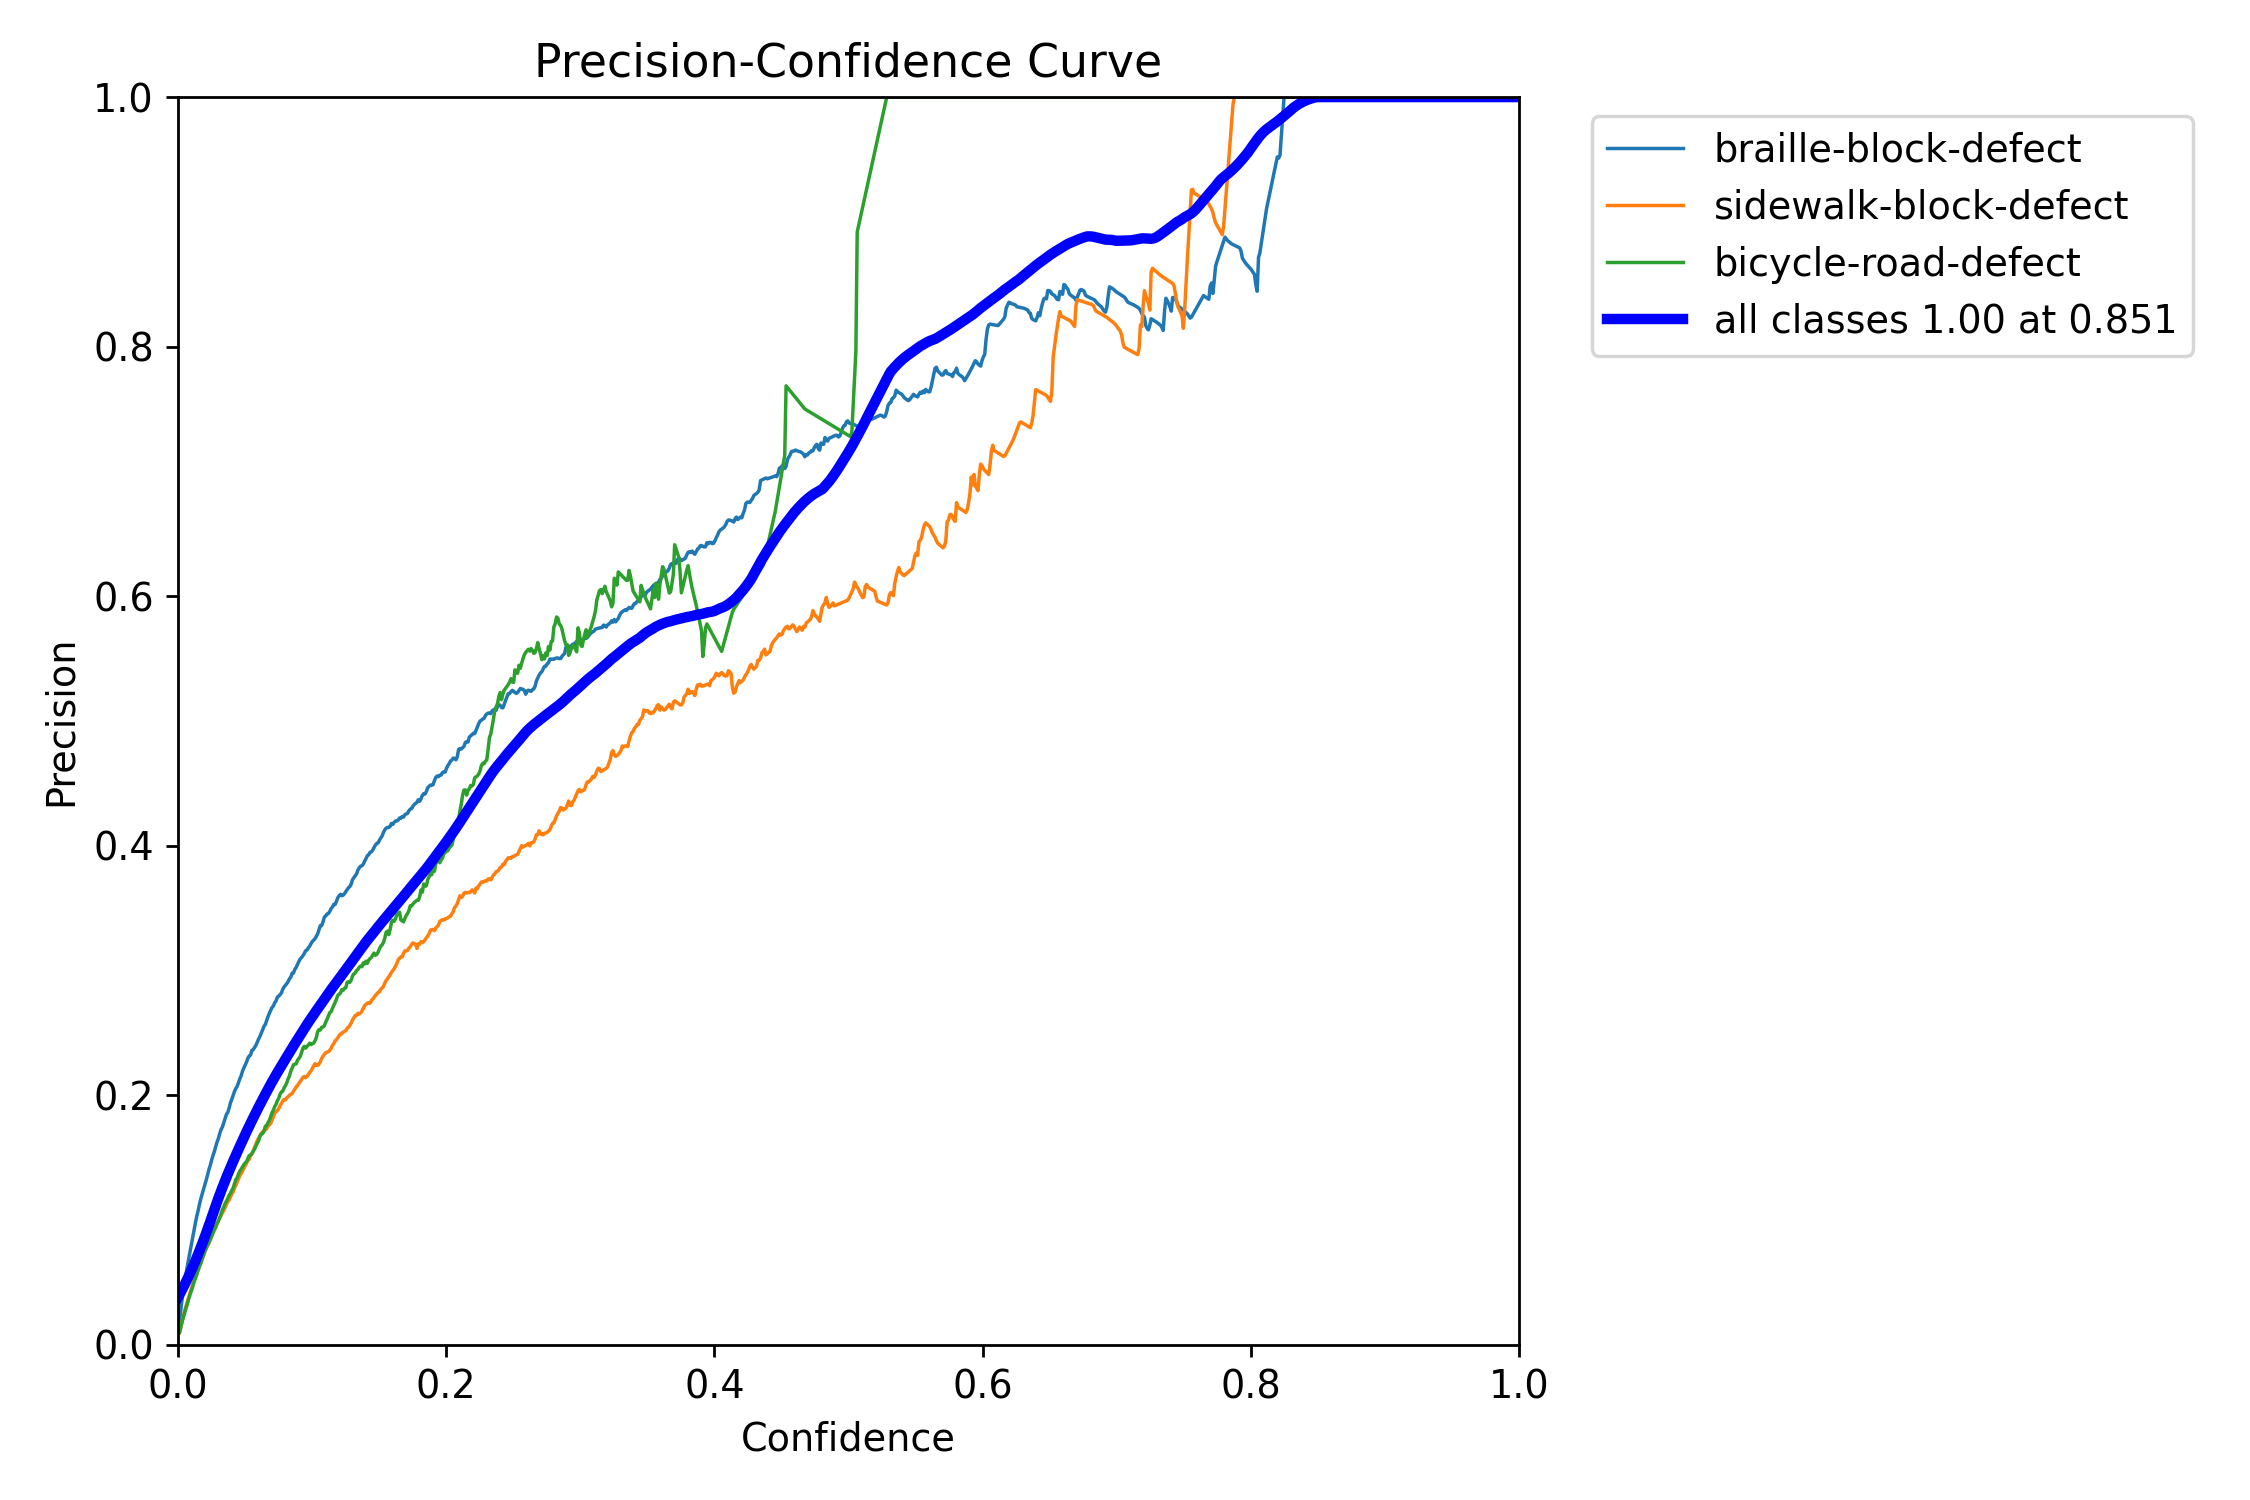 Precision-Confidence Curve
1.0
0.8
0.6
0.4
0.2
0.0
Precision
0.0 0.2 0.4 0.6 0.8 1.0
Confidence
braille-block-defect
sidewalk-block-defect
bicycle-road-defect
all classes 1.00 at 0.851